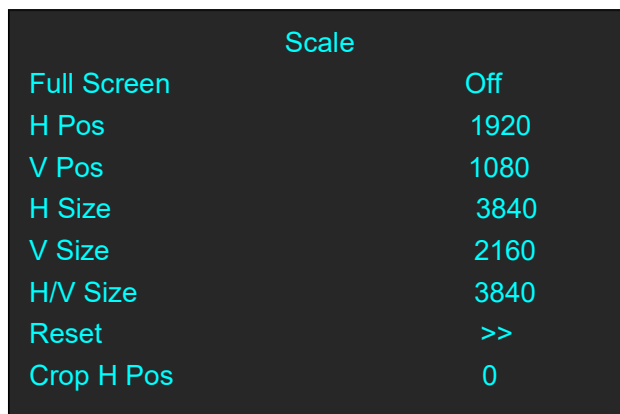 Scale
Full Screen Off
H Pos 1920
V Pos 1080
H Size 3840
V Size 2160
H/V Size 3840
Reset >>
Crop H Pos 0